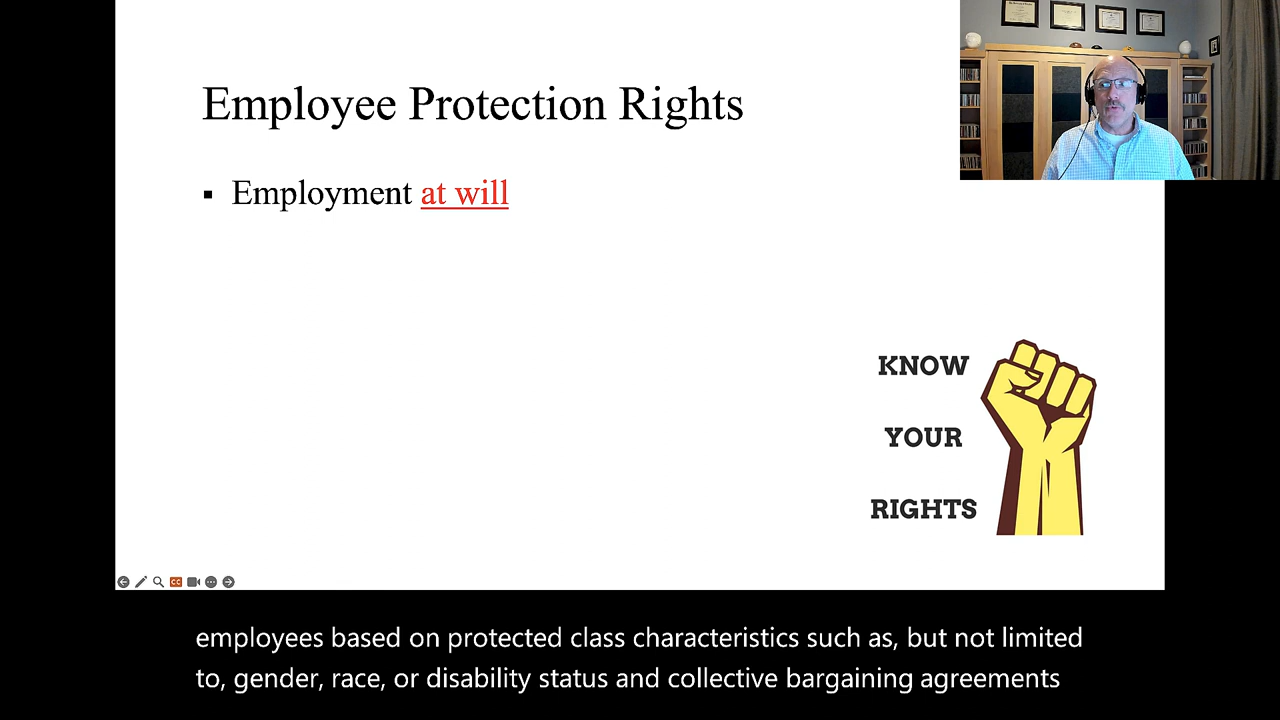 Employee Protection Rights
▪ Employment at will
KNOW
YOUR
RIGHTS
CC
employees based on protected class characteristics such as, but not limited
to, gender, race, or disability status and collective bargaining agreements